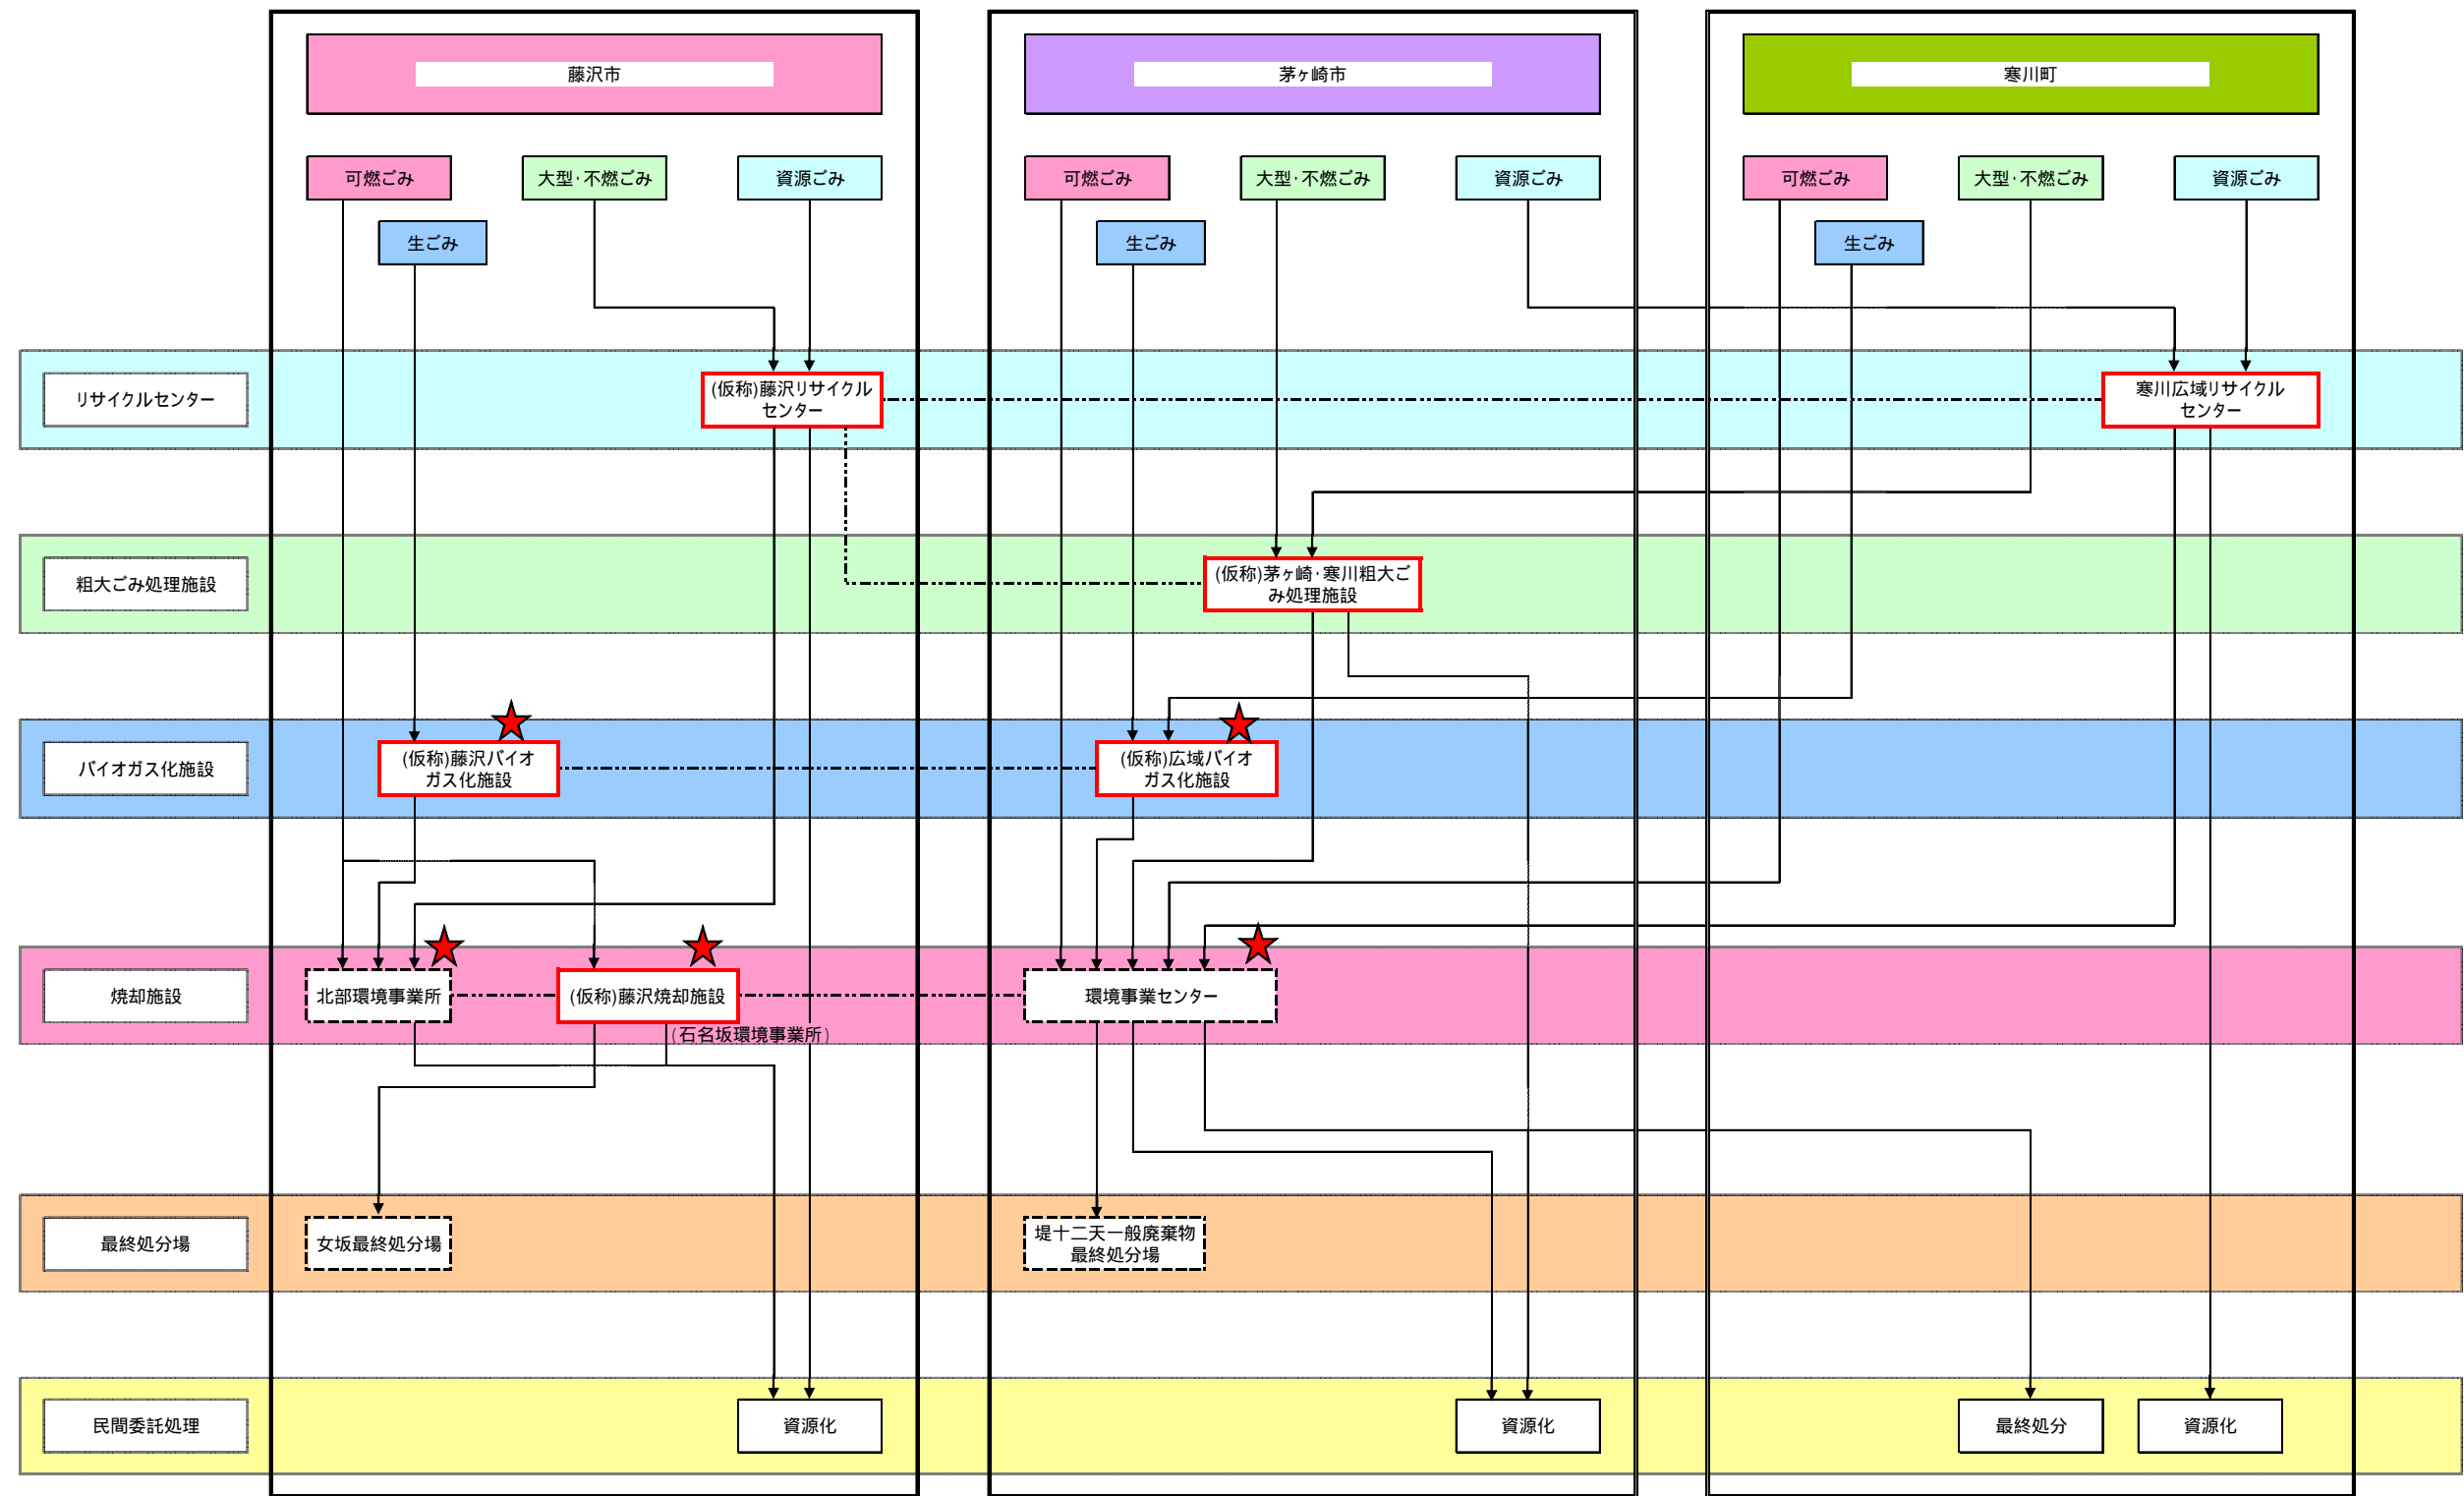 藤沢市
茅ヶ崎市
寒川町
可燃ごみ
大型・不燃ごみ
資源ごみ
可燃ごみ
大型・不燃ごみ
資源ごみ
可燃ごみ
大型・不燃ごみ
資源ごみ
生ごみ
生ごみ
生ごみ
リサイクルセンター
(仮称)藤沢リサイクル
センター
寒川広域リサイクル
センター
粗大ごみ処理施設
(仮称)茅ヶ崎・寒川粗大ご
み処理施設
バイオガス化施設
(仮称)藤沢バイオ
ガス化施設
(仮称)広域バイオ
ガス化施設
焼却施設
北部環境事業所
(仮称)藤沢焼却施設
(石名坂環境事業所)
環境事業センター
最終処分場
女坂最終処分場
堤十二天一般廃棄物
最終処分場
民間委託処理
資源化
資源化
最終処分
資源化